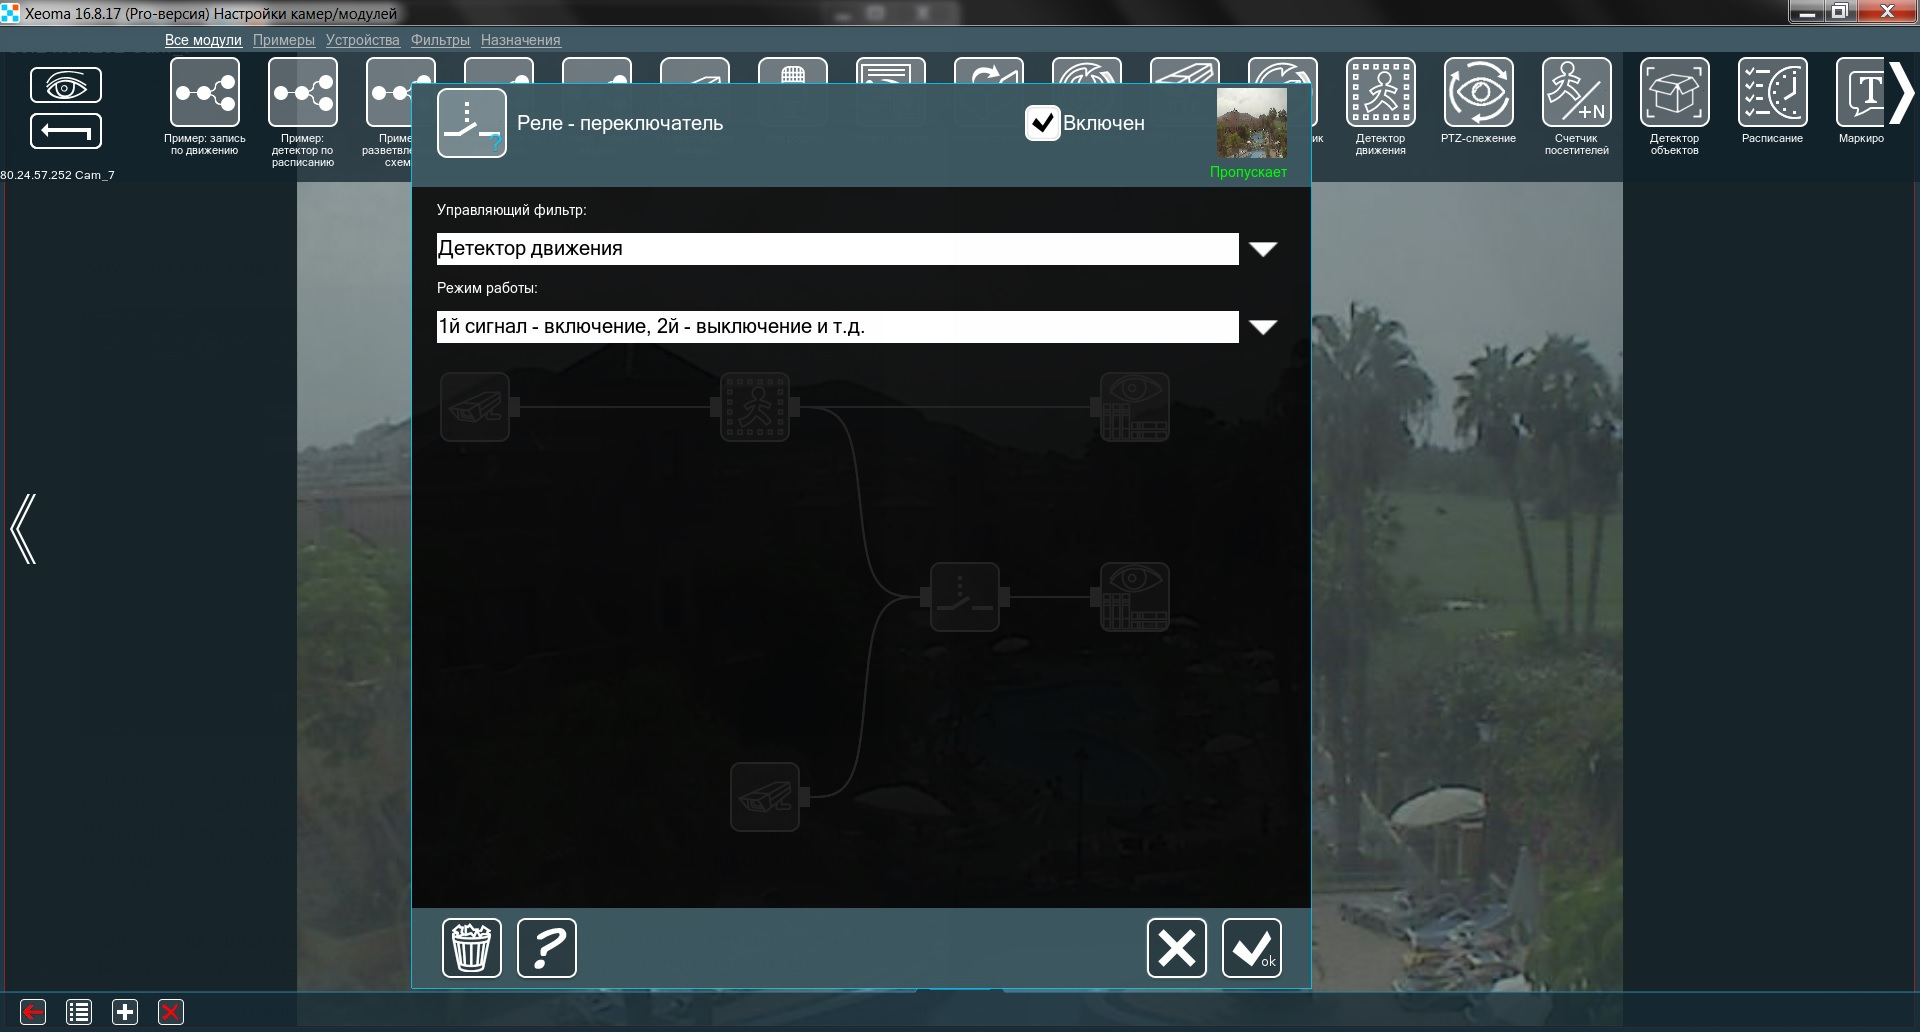 Xeoma 16.8.17 (Pro-версия) Настройки камер/модулей
Все модули Примеры Устройства Фильтры Назначения
Пример: запись
по движению
Пример:
детектор по
расписанию
схем
ик
Детектор
движения
PTZ-слежение
Счетчик
посетителей
Детектор
объектов
Расписание
Маркиро
+N
T
80.24.57.252 Cam_7
Реле - переключатель
Включен
Пропускает
Управляющий фильтр:
Детектор движения
Режим работы:
1й сигнал - включение, 2й - выключение и т.д.
?
ok